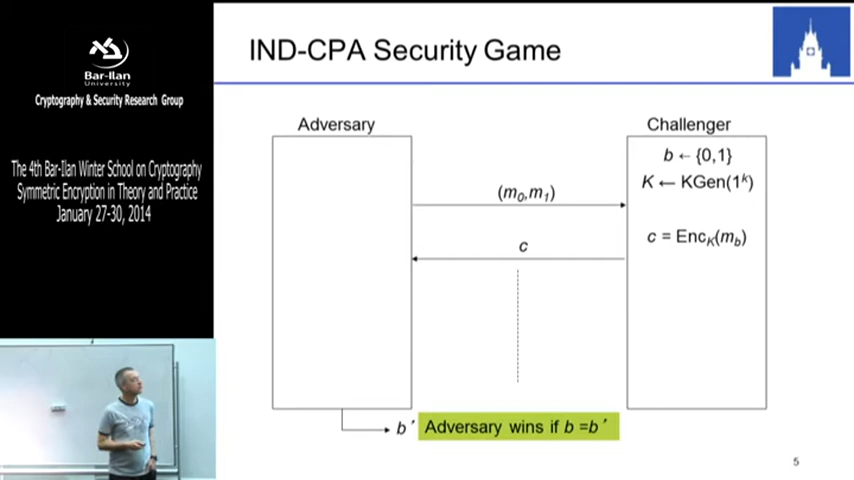 Bar-Ilan
University
Cryptography & Security Research Group
The 4th Bar-Ilan Winter School on Cryptography
Symmetric Encryption in Theory and Practice
January 27-30, 2014
IND-CPA Security Game
Adversary
Challenger
b ← {0,1}
K ← KGen(1ᵏ)
(m₀,m₁)
c = Enc_K(m_b)
c
b′ Adversary wins if b =b′
5